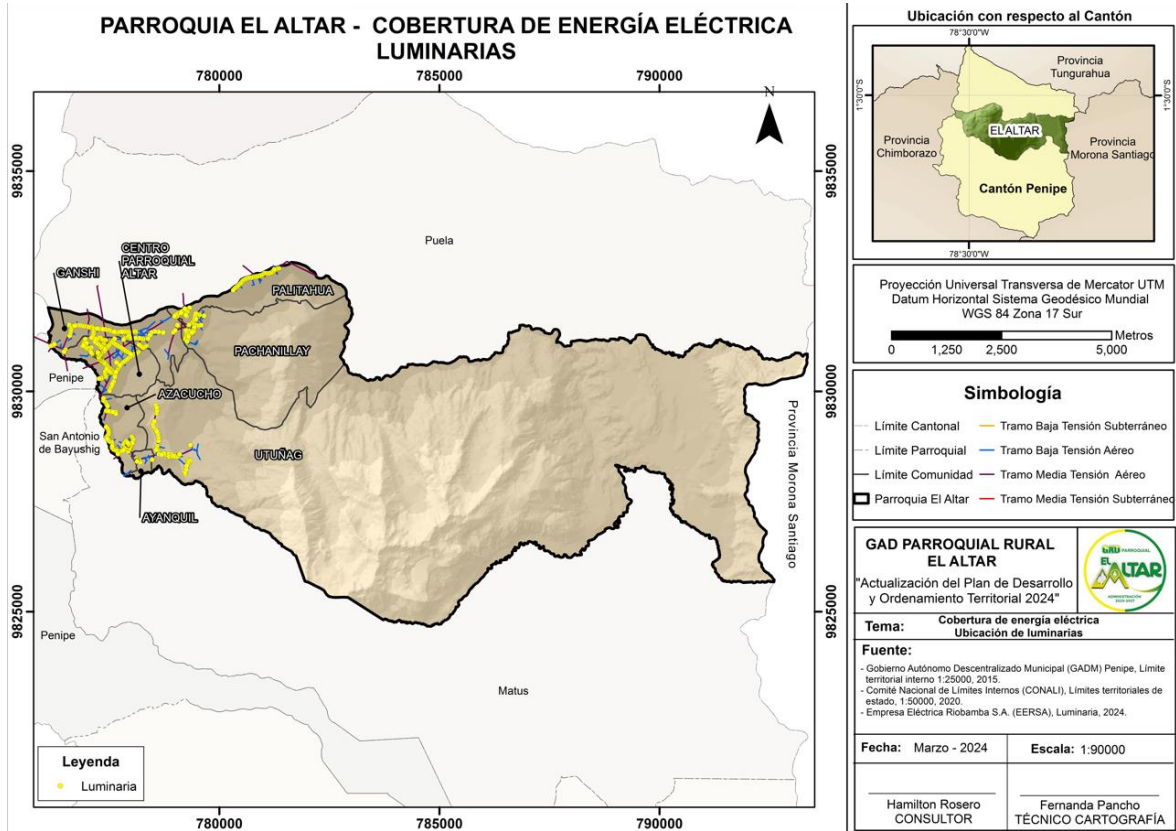 PARROQUIA EL ALTAR - COBERTURA DE ENERGÍA ELÉCTRICA
LUMINARIAS
780000
785000
790000
9835000
9830000
9825000
9835000
9830000
9825000
780000
785000
790000
N
Puela
GANSHI
CENTRO
PARROQUIAL
ALTAR
PALITAHUA
PACHANILLAY
Penipe
AZACUCHO
San Antonio
de Bayushig
UTUÑAG
AYANQUIL
Provincia Morona Santiago
Penipe
Matus
Leyenda
Luminaria
Ubicación con respecto al Cantón
78°30'0"W
1°30'0"S
1°30'0"S
Provincia
Tungurahua
EL ALTAR
Provincia
Chimborazo
Provincia
Morona Santiago
Cantón Penipe
78°30'0"W
Proyección Universal Transversa de Mercator UTM
Datum Horizontal Sistema Geodésico Mundial
WGS 84 Zona 17 Sur
Metros
0 1,250 2,500 5,000
Simbología
Límite Cantonal
Límite Parroquial
Límite Comunidad
Parroquia El Altar
Tramo Baja Tensión Subterráneo
Tramo Baja Tensión Aéreo
Tramo Media Tensión Aéreo
Tramo Media Tensión Subterráneo
GAD PARROQUIAL RURAL
EL ALTAR
"Actualización del Plan de Desarrollo
y Ordenamiento Territorial 2024"
GAD PARROQUIAL
EL
ALTAR
Tema: Cobertura de energía eléctrica
Ubicación de luminarias
Fuente:
- Gobierno Autónomo Descentralizado Municipal (GADM) Penipe, Límite
territorial interno 1:25000, 2015.
- Comité Nacional de Límites Internos (CONALI), Límites territoriales de
estado, 1:50000, 2020.
- Empresa Eléctrica Riobamba S.A. (EERSA), Luminaria, 2024.
Fecha: Marzo - 2024
Escala: 1:90000
Hamilton Rosero
CONSULTOR
Fernanda Pancho
TÉCNICO CARTOGRAFÍA